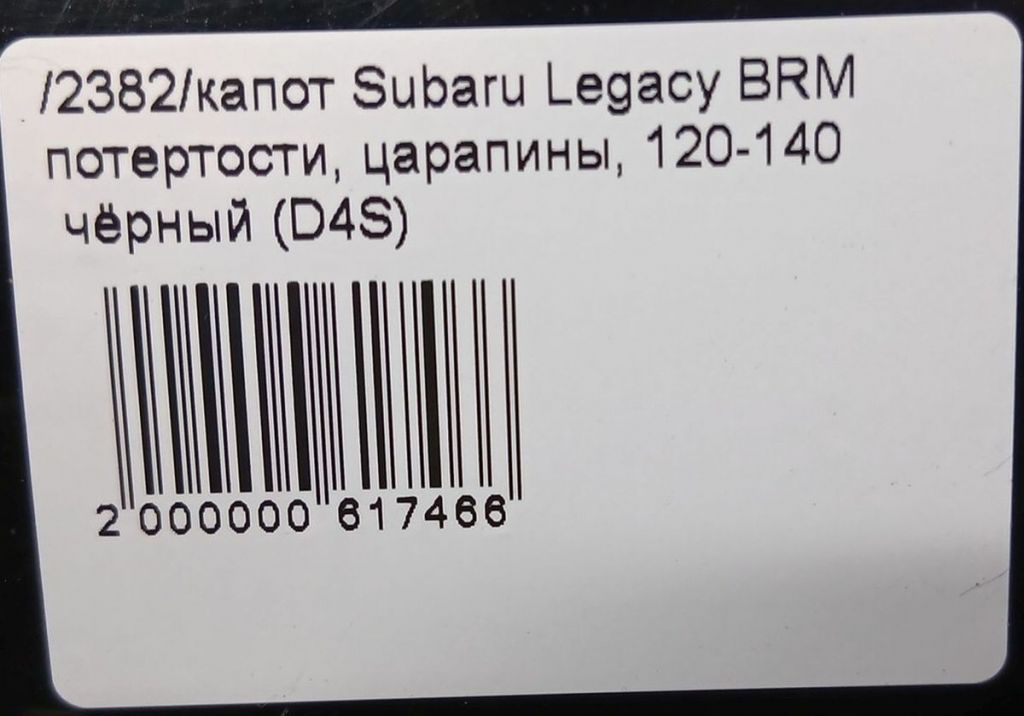 /2382/капот Subaru Legacy BRM
потертости, царапины, 120-140
чёрный (D4S)
2 000000 617466